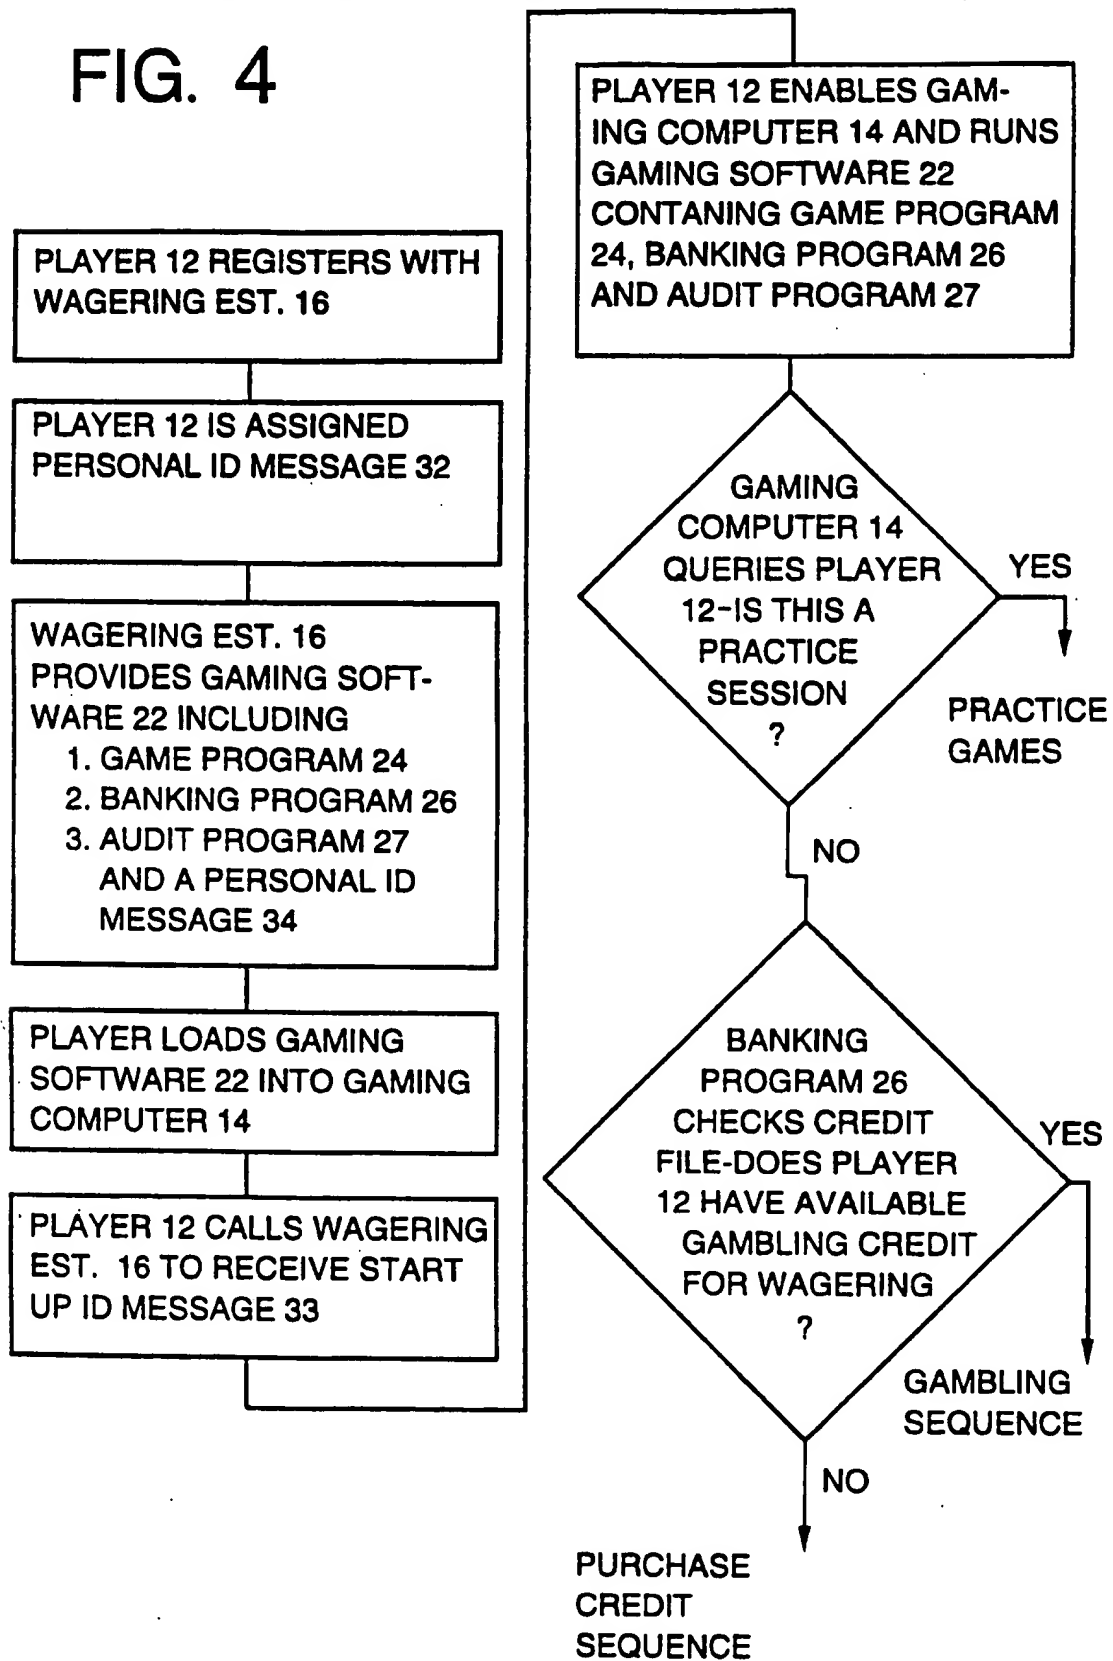 FIG. 4
PLAYER 12 REGISTERS WITH
WAGERING EST. 16
PLAYER 12 IS ASSIGNED
PERSONAL ID MESSAGE 32
WAGERING EST. 16
PROVIDES GAMING SOFT-
WARE 22 INCLUDING
1. GAME PROGRAM 24
2. BANKING PROGRAM 26
3. AUDIT PROGRAM 27
AND A PERSONAL ID
MESSAGE 34
PLAYER LOADS GAMING
SOFTWARE 22 INTO GAMING
COMPUTER 14
PLAYER 12 CALLS WAGERING
EST. 16 TO RECEIVE START
UP ID MESSAGE 33
PLAYER 12 ENABLES GAM-
ING COMPUTER 14 AND RUNS
GAMING SOFTWARE 22
CONTANING GAME PROGRAM
24, BANKING PROGRAM 26
AND AUDIT PROGRAM 27
GAMING
COMPUTER 14
QUERIES PLAYER
12-IS THIS A
PRACTICE
SESSION
?
YES
PRACTICE
GAMES
NO
BANKING
PROGRAM 26
CHECKS CREDIT
FILE-DOES PLAYER
12 HAVE AVAILABLE
GAMBLING CREDIT
FOR WAGERING
?
YES
GAMBLING
SEQUENCE
NO
PURCHASE
CREDIT
SEQUENCE